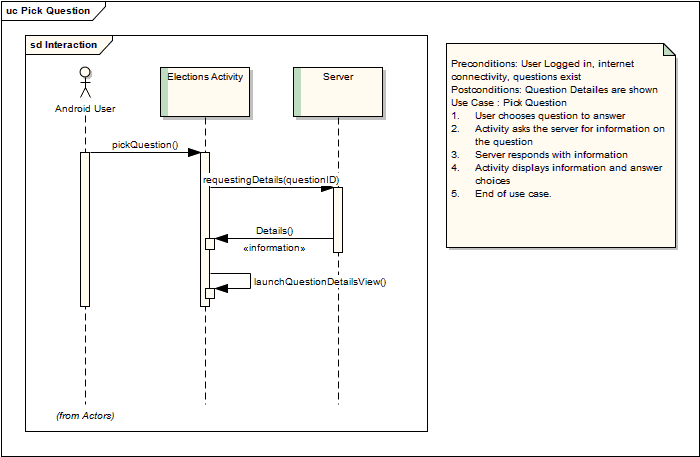 uc Pick Question
sd Interaction
Android User
Elections Activity
Server
pickQuestion()
requestingDetails(questionID)
Details()
«information»
launchQuestionDetailsView()
(from Actors)
Preconditions: User Logged in, internet
connectivity, questions exist
Postconditions: Question Detailes are shown
Use Case : Pick Question
1. User chooses question to answer
2. Activity asks the server for information on
the question
3. Server responds with information
4. Activity displays information and answer
choices
5. End of use case.